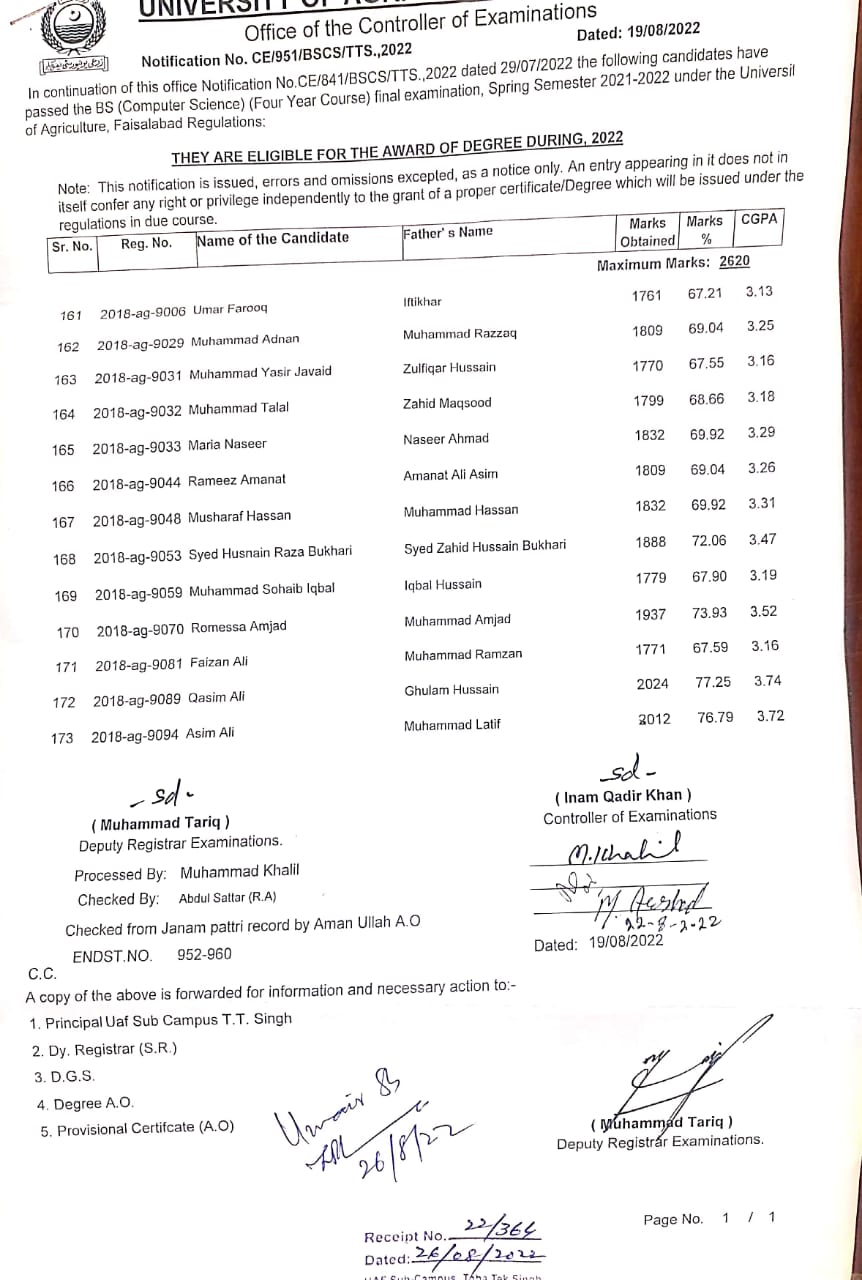 UNIVERSITY OF AGRI
Office of the Controller of Examinations
Notification No. CE/951/BSCS/TTS.,2022 Dated: 19/08/2022
In continuation of this office Notification No.CE/841/BSCS/TTS.,2022 dated 29/07/2022 the following candidates have
passed the BS (Computer Science) (Four Year Course) final examination, Spring Semester 2021-2022 under the Universit
of Agriculture, Faisalabad Regulations:
THEY ARE ELIGIBLE FOR THE AWARD OF DEGREE DURING, 2022
Note: This notification is issued, errors and omissions excepted, as a notice only. An entry appearing in it does not in
itself confer any right or privilege independently to the grant of a proper certificate/Degree which will be issued under the
regulations in due course.
Sr. No. Reg. No. Name of the Candidate Father's Name Marks Obtained Marks % CGPA
Maximum Marks: 2620
161 2018-ag-9006 Umar Farooq Iftikhar 1761 67.21 3.13
162 2018-ag-9029 Muhammad Adnan Muhammad Razzaq 1809 69.04 3.25
163 2018-ag-9031 Muhammad Yasir Javaid Zulfiqar Hussain 1770 67.55 3.16
164 2018-ag-9032 Muhammad Talal Zahid Maqsood 1799 68.66 3.18
165 2018-ag-9033 Maria Naseer Naseer Ahmad 1832 69.92 3.29
166 2018-ag-9044 Rameez Amanat Amanat Ali Asim 1809 69.04 3.26
167 2018-ag-9048 Musharaf Hassan Muhammad Hassan 1832 69.92 3.31
168 2018-ag-9053 Syed Husnain Raza Bukhari Syed Zahid Hussain Bukhari 1888 72.06 3.47
169 2018-ag-9059 Muhammad Sohaib Iqbal Iqbal Hussain 1779 67.90 3.19
170 2018-ag-9070 Romessa Amjad Muhammad Amjad 1937 73.93 3.52
171 2018-ag-9081 Faizan Ali Muhammad Ramzan 1771 67.59 3.16
172 2018-ag-9089 Qasim Ali Ghulam Hussain 2024 77.25 3.74
173 2018-ag-9094 Asim Ali Muhammad Latif 2012 76.79 3.72
- sd -
( Muhammad Tariq )
Deputy Registrar Examinations.
Processed By: Muhammad Khalil
Checked By: Abdul Sattar (R.A)
Checked from Janam pattri record by Aman Ullah A.O
ENDST.NO. 952-960
sd -
( Inam Qadir Khan )
Controller of Examinations
M.Khalil
22-8-2-22
Dated: 19/08/2022
C.C.
A copy of the above is forwarded for information and necessary action to:-
1. Principal Uaf Sub Campus T.T. Singh
2. Dy. Registrar (S.R.)
3. D.G.S.
4. Degree A.O.
5. Provisional Certifcate (A.O)
Umair
26/8/22
( Muhammad Tariq )
Deputy Registrar Examinations.
Page No. 1 / 1
Receipt No. 22/364
Dated: 26/08/2022
UAF Sub-Campus, Toba Tek Singh